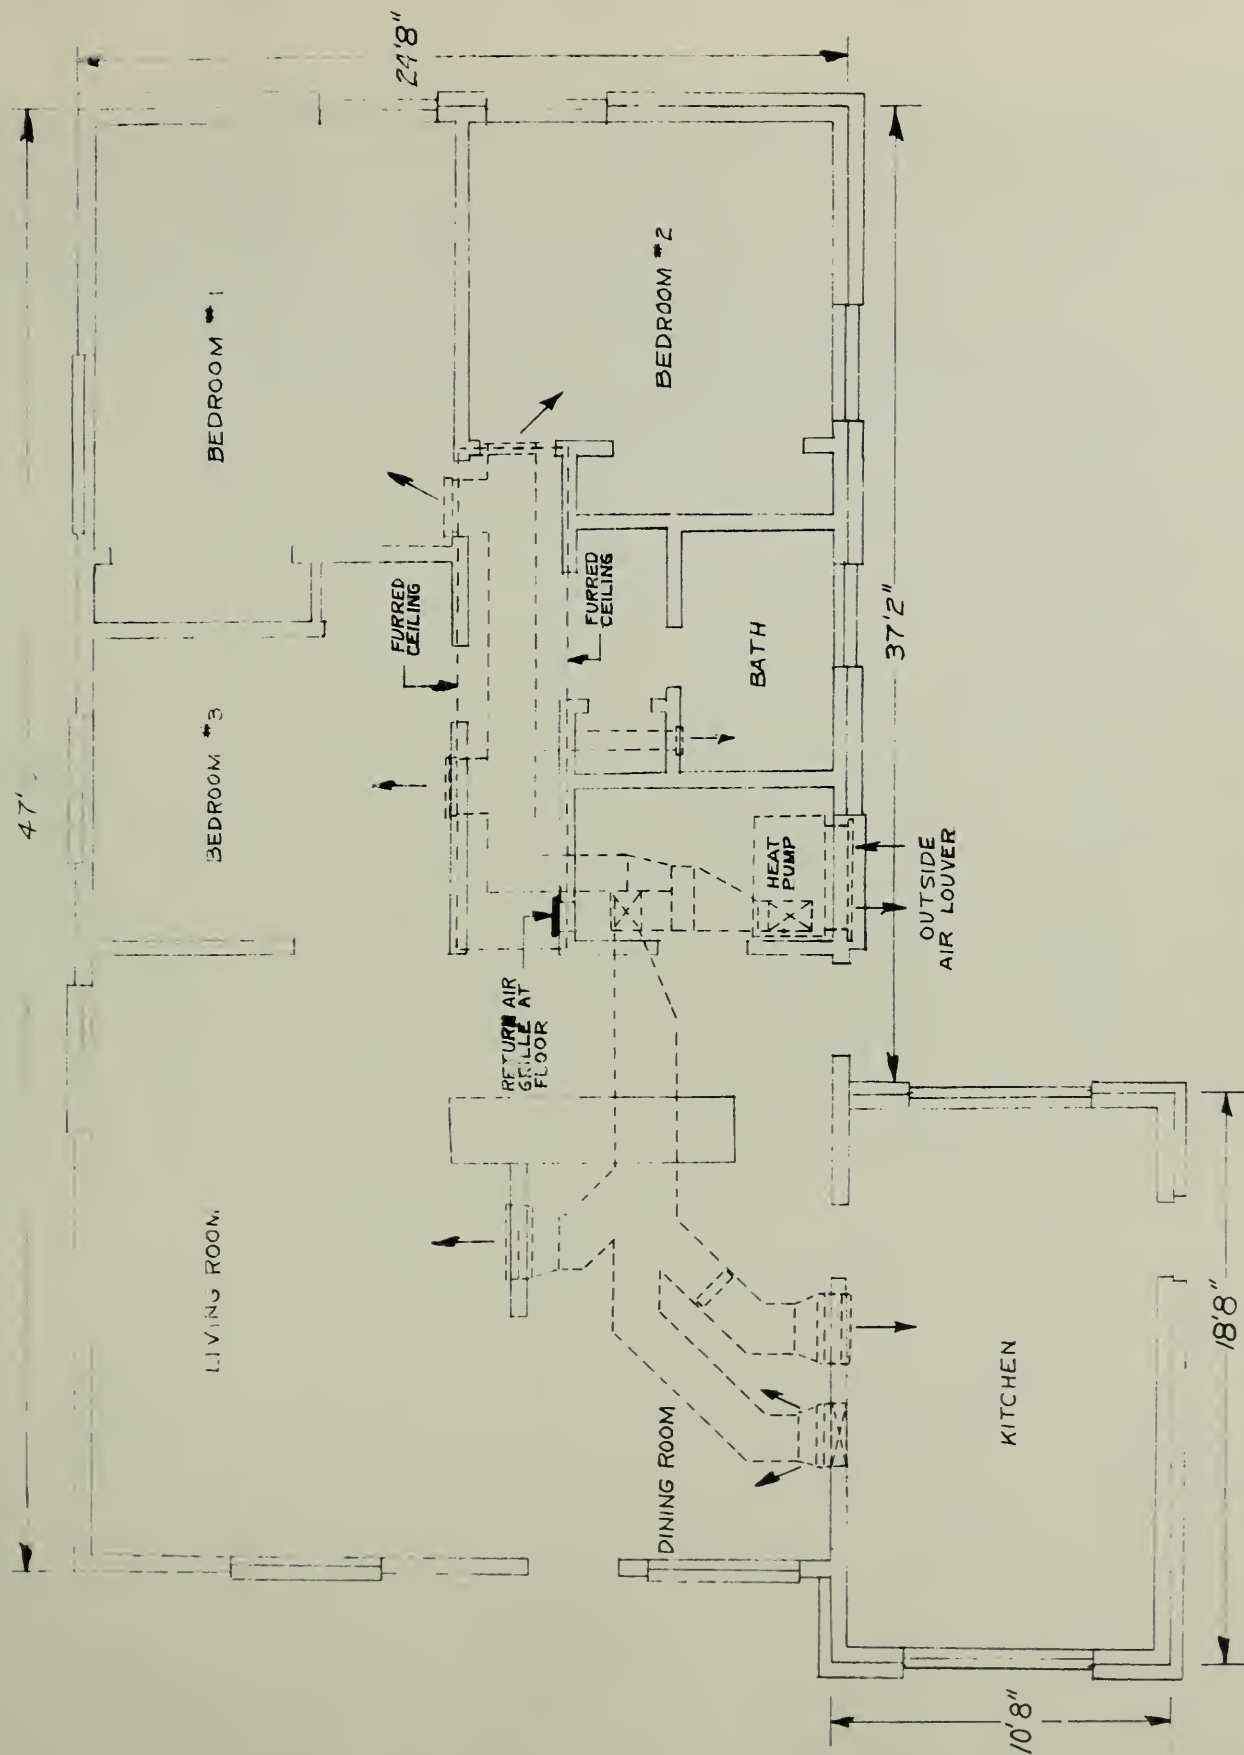 47'
24'8"
BEDROOM #1
BEDROOM #2
BEDROOM #3
FURRED
CEILING
FURRED
CEILING
BATH
37'2"
HEAT
PUMP
OUTSIDE
AIR LOUVER
RETURN AIR
GRILLE AT
FLOOR
LIVING ROOM
DINING ROOM
KITCHEN
18'8"
10'8"